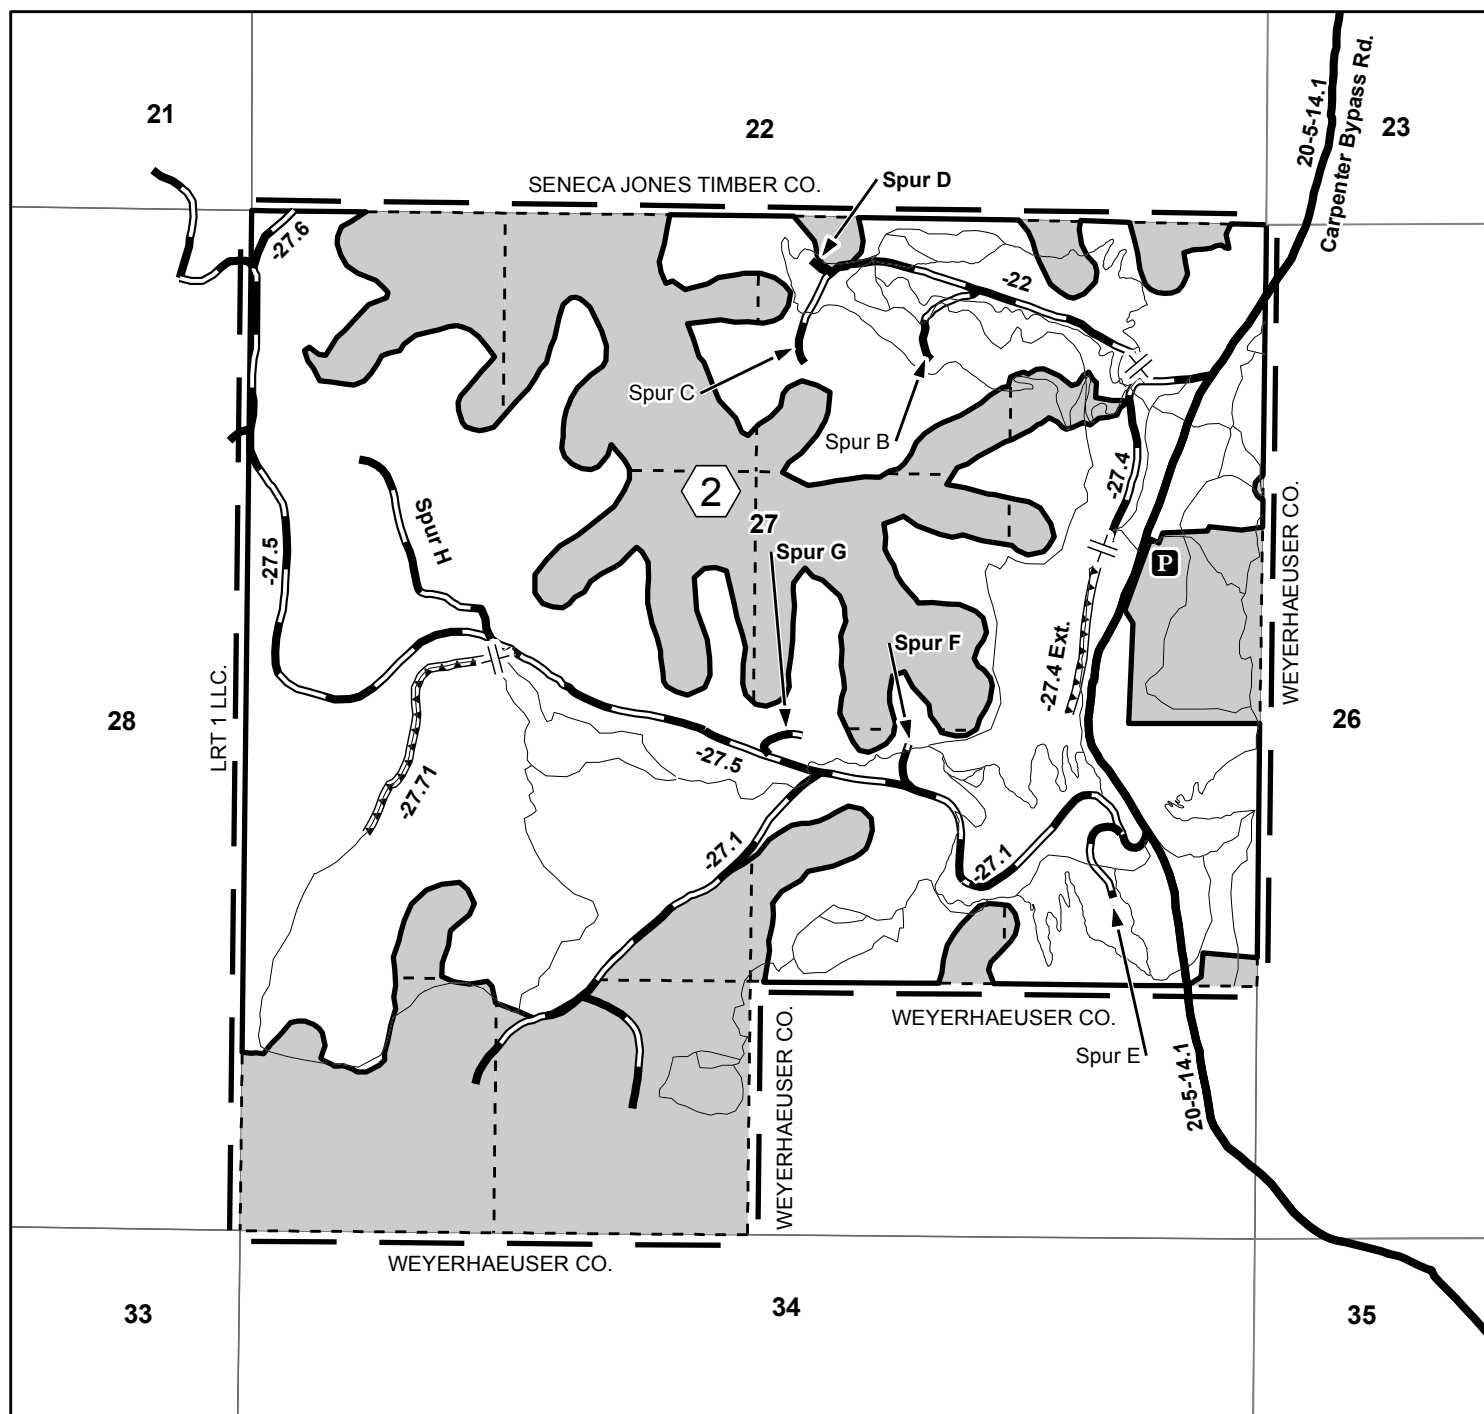 21
22
23
20-5-14.1
Carpenter Bypass Rd.
SENECA JONES TIMBER CO.
Spur D
-27.6
-22
Spur C
Spur B
-27.4
2
27
Spur H
-27.5
Spur G
P
WEYERHAEUSER CO.
LRT 1 LLC.
Spur F
-27.4 Ext.
28
26
-27.5
-27.71
-27.1
-27.1
WEYERHAEUSER CO.
WEYERHAEUSER CO.
Spur E
20-5-14.1
WEYERHAEUSER CO.
33
34
35